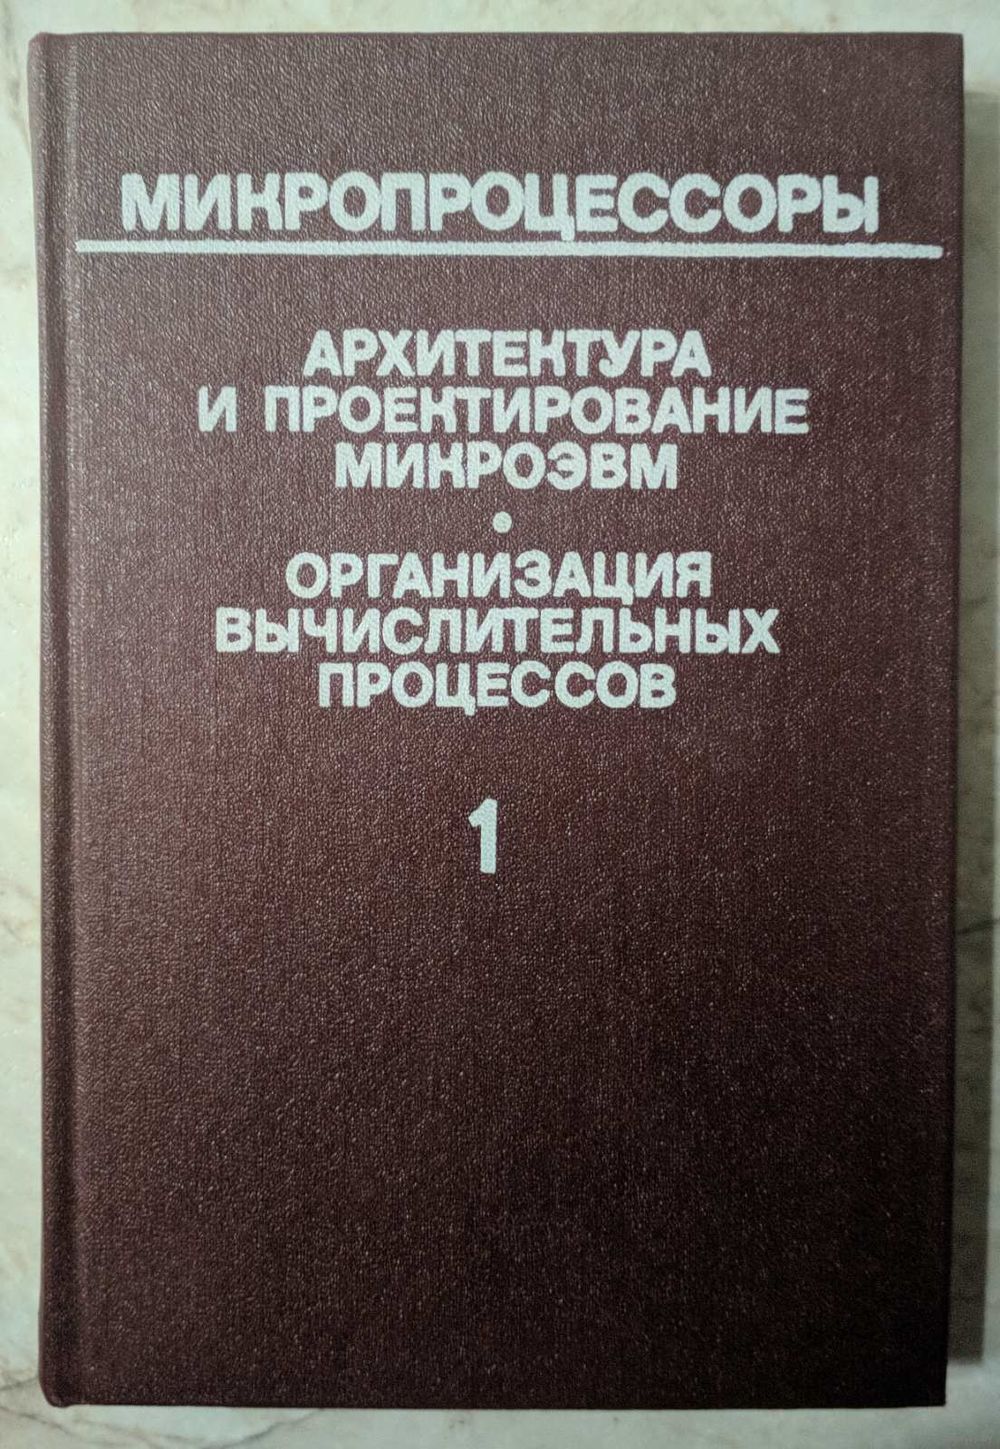 МИКРОПРОЦЕССОРЫ
АРХИТЕКТУРА
И ПРОЕКТИРОВАНИЕ
МИКРОЭВМ
•
ОРГАНИЗАЦИЯ
ВЫЧИСЛИТЕЛЬНЫХ
ПРОЦЕССОВ
1